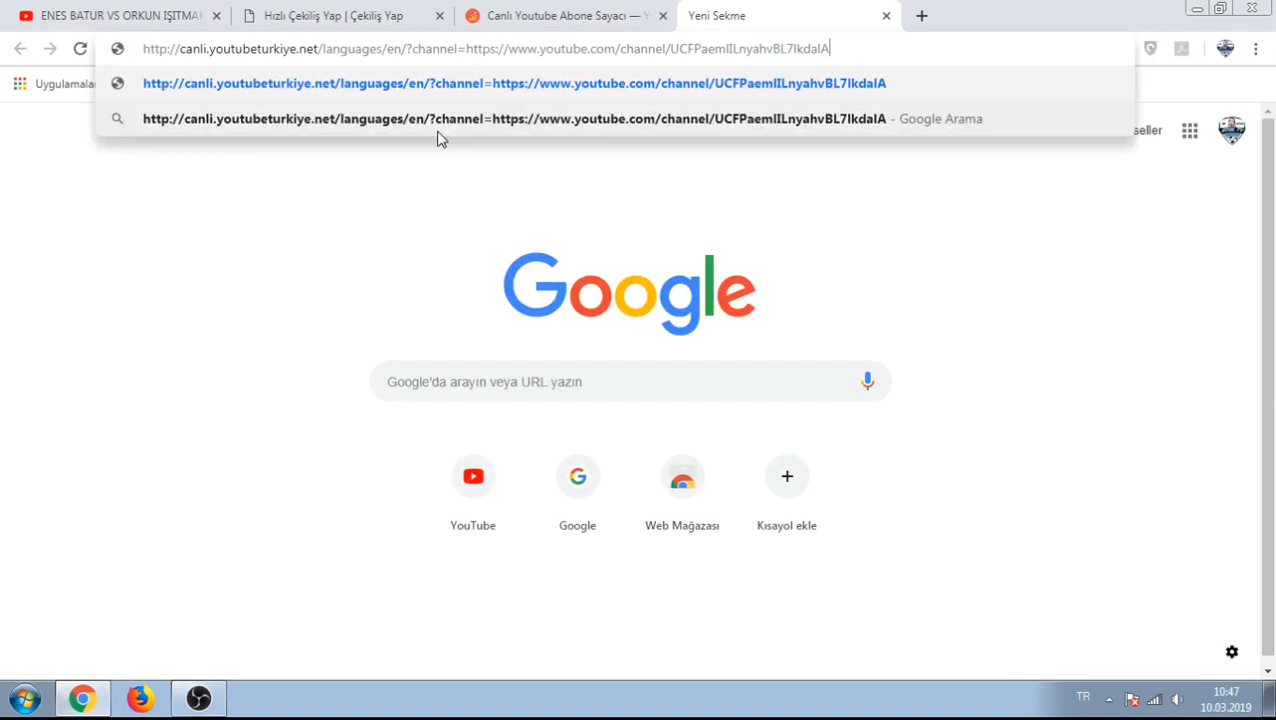 ENES BATUR VS ORKUN IŞITMAK
Hızlı Çekiliş Yap | Çekiliş Yap
Canlı Youtube Abone Sayacı — Y
Yeni Sekme
http://canli.youtubeturkiye.net/languages/en/?channel=https://www.youtube.com/channel/UCFPaemlILnyahvBL7lkdalA
Uygulamalar
http://canli.youtubeturkiye.net/languages/en/?channel=https://www.youtube.com/channel/UCFPaemlILnyahvBL7lkdalA
http://canli.youtubeturkiye.net/languages/en/?channel=https://www.youtube.com/channel/UCFPaemlILnyahvBL7lkdalA - Google Arama
seller
Google
Google'da arayın veya URL yazın
YouTube
Google
Web Mağazası
Kısayol ekle
TR
10:47
10.03.2019